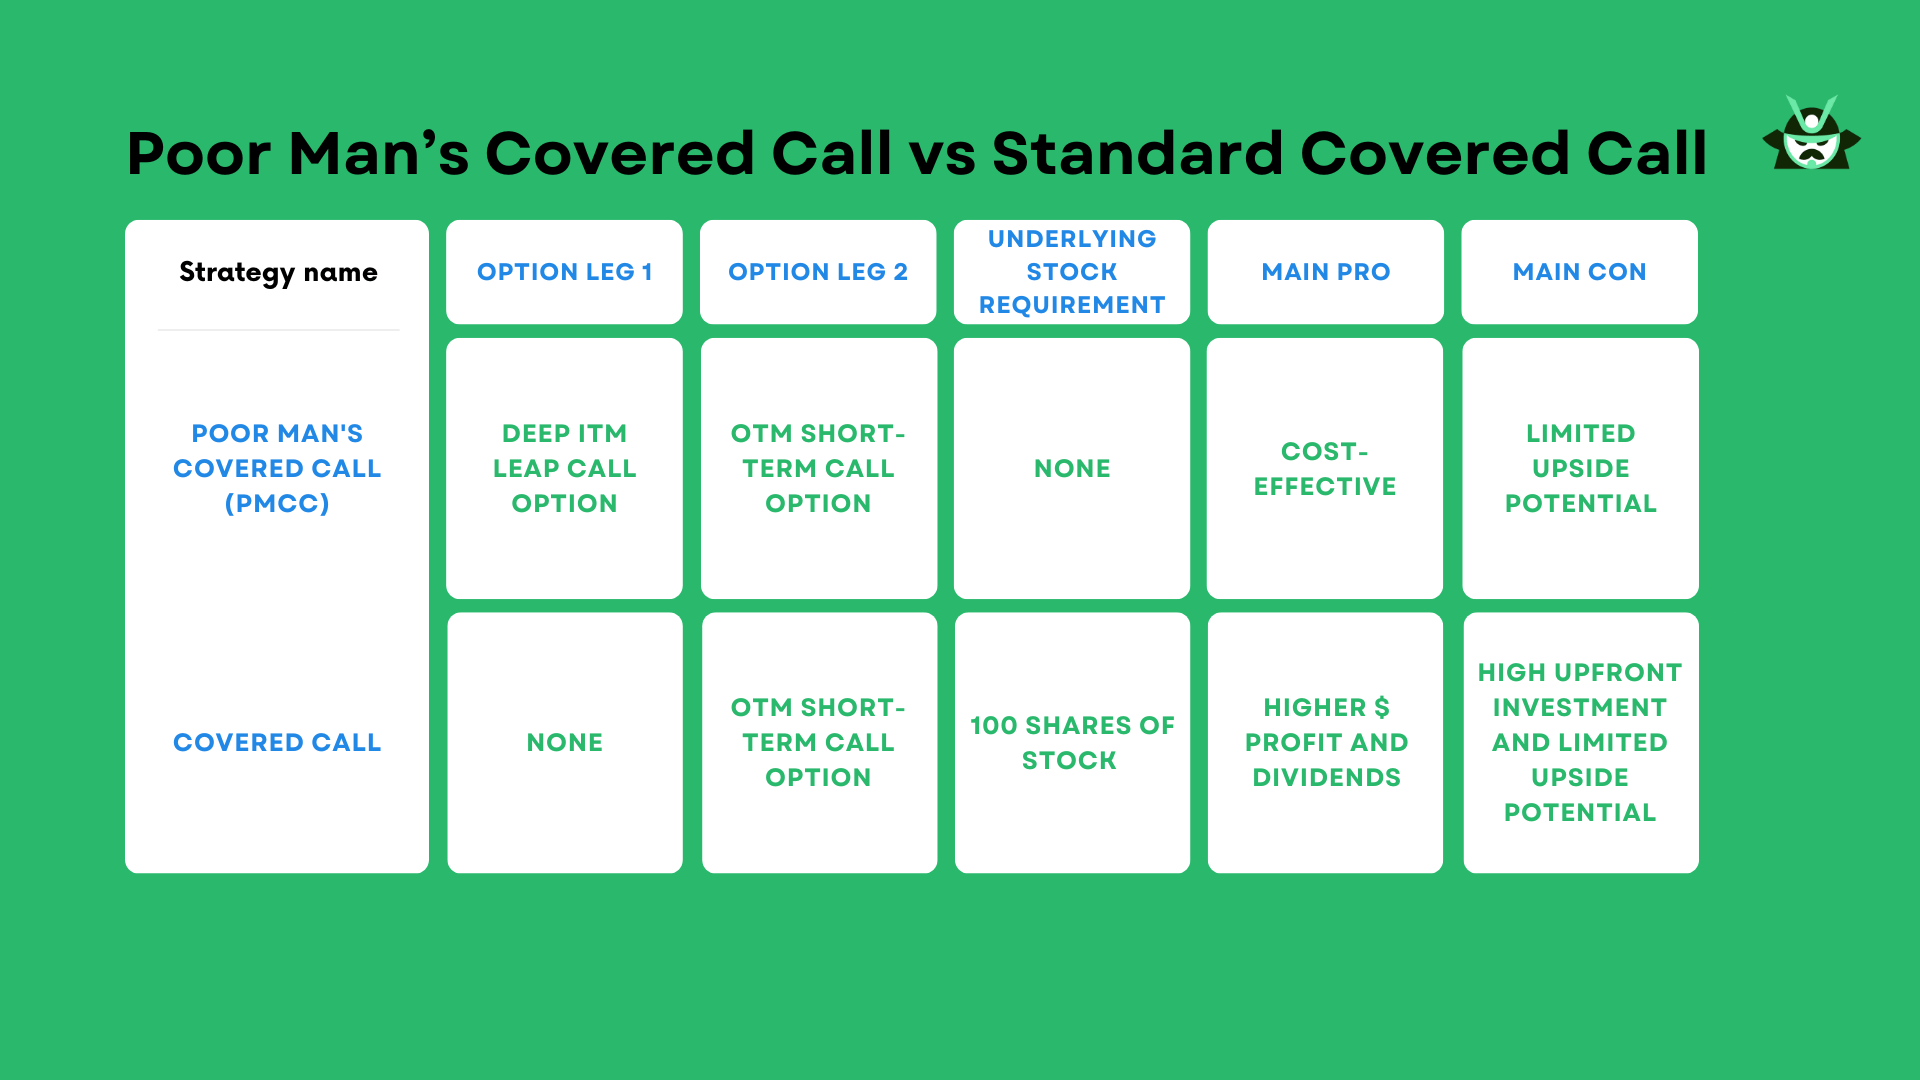 Poor Man’s Covered Call vs Standard Covered Call
Strategy name
OPTION LEG 1
OPTION LEG 2
UNDERLYING
STOCK
REQUIREMENT
MAIN PRO
MAIN CON
POOR MAN'S
COVERED CALL
(PMCC)
DEEP ITM
LEAP CALL
OPTION
OTM SHORT-
TERM CALL
OPTION
NONE
COST-
EFFECTIVE
LIMITED
UPSIDE
POTENTIAL
COVERED CALL
NONE
OTM SHORT-
TERM CALL
OPTION
100 SHARES OF
STOCK
HIGHER $
PROFIT AND
DIVIDENDS
HIGH UPFRONT
INVESTMENT
AND LIMITED
UPSIDE
POTENTIAL